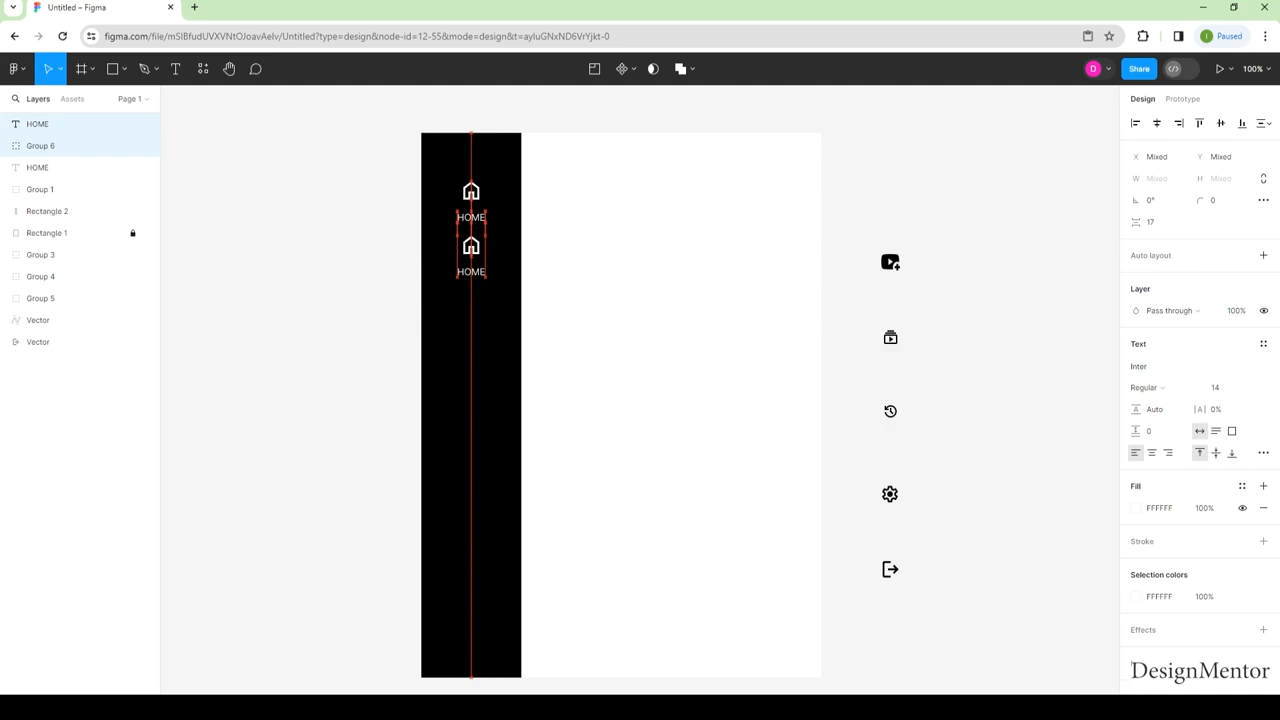 Untitled – Figma
figma.com/file/mSIBfudUVXVNtOJoavAelv/Untitled?type=design&node-id=12-55&mode=design&t=ayluGNxND6VrYjkt-0
I
Paused
D
Share
100%
Layers
Assets
Page 1
Design
Prototype
HOME
Group 6
HOME
Group 1
Rectangle 2
Rectangle 1
Group 3
Group 4
Group 5
Vector
Vector
HOME
HOME
X Mixed
Y Mixed
W Mixed
H Mixed
0°
0
17
Auto layout
Layer
Pass through
100%
Text
Inter
Regular
14
Auto
|A| 0%
0
Fill
FFFFFF
100%
Stroke
Selection colors
FFFFFF
100%
Effects
DesignMentor